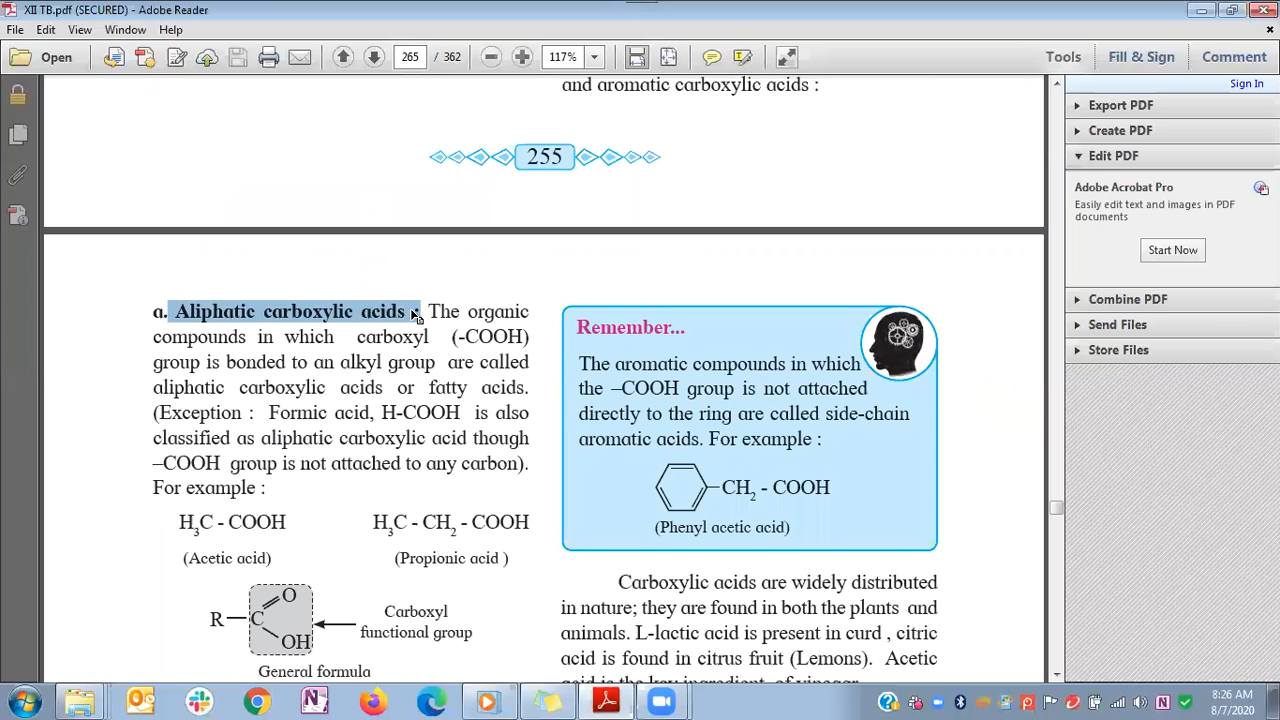 XII TB.pdf (SECURED) - Adobe Reader
File Edit View Window Help
Open 265 / 362 117% Tools Fill & Sign Comment
Sign In
Export PDF
Create PDF
Edit PDF
Adobe Acrobat Pro
Easily edit text and images in PDF
documents
Start Now
Combine PDF
Send Files
Store Files
and aromatic carboxylic acids :
255
a. Aliphatic carboxylic acids : The organic
compounds in which carboxyl (-COOH)
group is bonded to an alkyl group are called
aliphatic carboxylic acids or fatty acids.
(Exception : Formic acid, H-COOH is also
classified as aliphatic carboxylic acid though
–COOH group is not attached to any carbon).
For example :
H3C - COOH H3C - CH2 - COOH
(Acetic acid) (Propionic acid )
O
R C
OH
Carboxyl
functional group
General formula
Remember...
The aromatic compounds in which
the –COOH group is not attached
directly to the ring are called side-chain
aromatic acids. For example :
CH2 - COOH
(Phenyl acetic acid)
Carboxylic acids are widely distributed
in nature; they are found in both the plants and
animals. L-lactic acid is present in curd , citric
acid is found in citrus fruit (Lemons). Acetic
acid is the key ingredient of vinegar
8:26 AM
8/7/2020